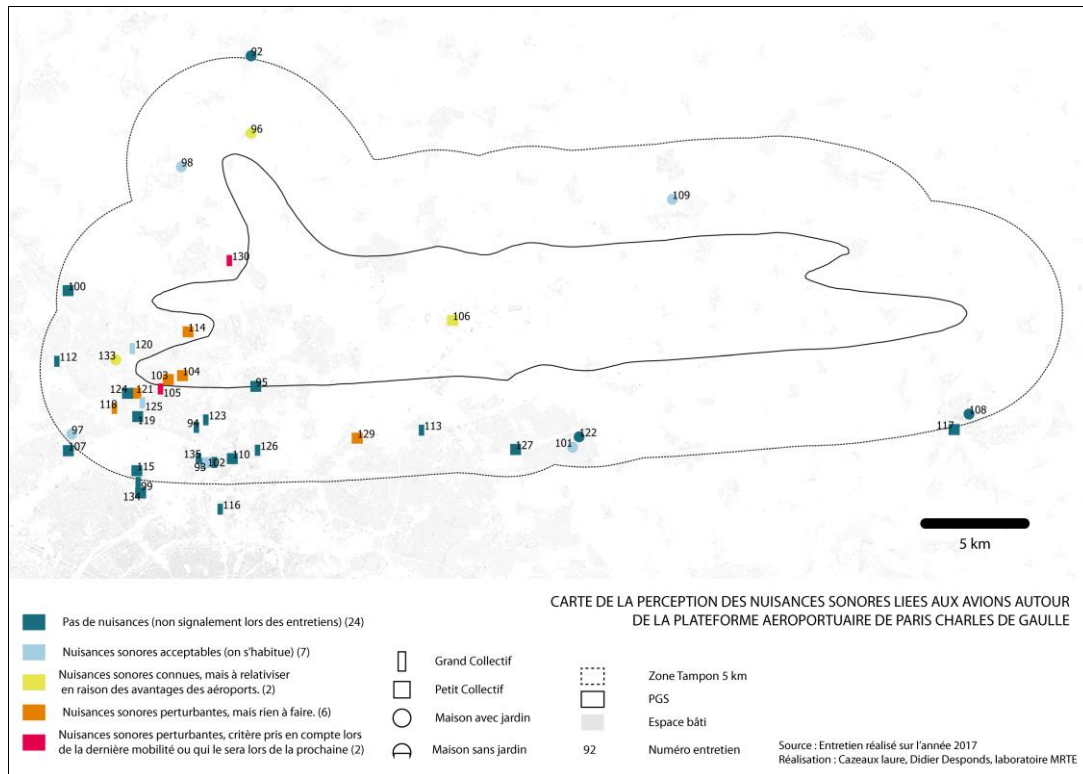 92
96
98
109
130
100
106
114
120
112
133
103
104
95
105
124
121
125
118
119
123
94
108
97
117
129
113
122
107
101
127
126
135
110
93
102
115
99
134
116
5 km
CARTE DE LA PERCEPTION DES NUISANCES SONORES LIEES AUX AVIONS AUTOUR
DE LA PLATEFORME AEROPORTUAIRE DE PARIS CHARLES DE GAULLE
Pas de nuisances (non signalement lors des entretiens) (24)
Nuisances sonores acceptables (on s'habitue) (7)
Nuisances sonores connues, mais à relativiser
en raison des avantages des aéroports. (2)
Nuisances sonores perturbantes, mais rien à faire. (6)
Nuisances sonores perturbantes, critère pris en compte lors
de la dernière mobilité ou qui le sera lors de la prochaine (2)
Grand Collectif
Petit Collectif
Maison avec jardin
Maison sans jardin
Zone Tampon 5 km
PGS
Espace bâti
92 Numéro entretien
Source : Entretien réalisé sur l'année 2017
Réalisation : Cazeaux laure, Didier Desponds, laboratoire MRTE